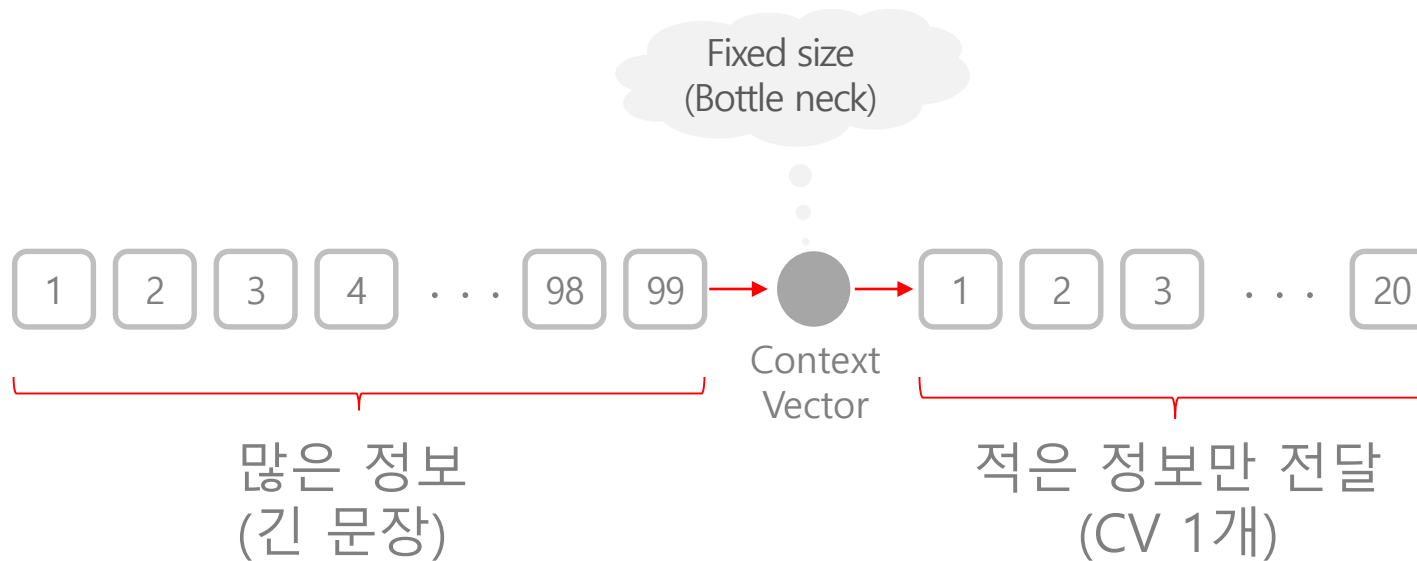 Fixed size
(Bottle neck)
1 2 3 4 . . . 98 99 1 2 3 . . . 20
Context
Vector
많은 정보
(긴 문장)
적은 정보만 전달
(CV 1개)